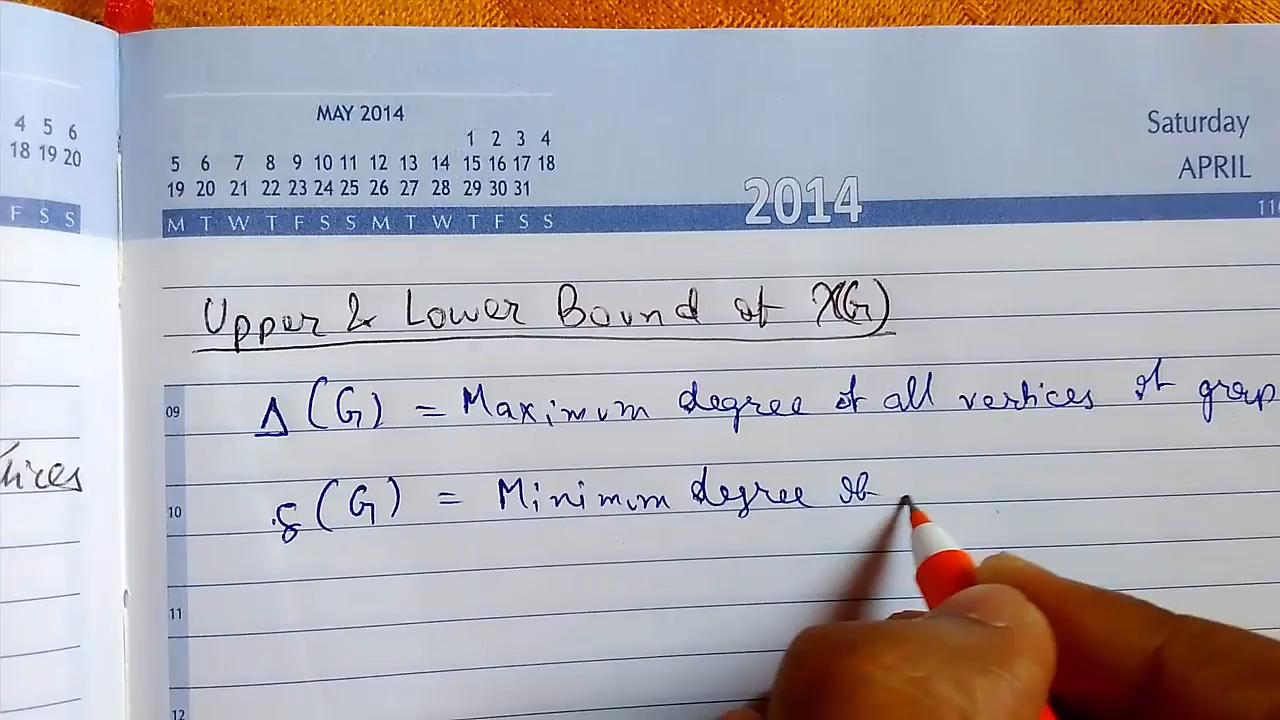 4 5 6
18 19 20
F S S
tices
MAY 2014
1 2 3 4
5 6 7 8 9 10 11 12 13 14 15 16 17 18
19 20 21 22 23 24 25 26 27 28 29 30 31
M T W T F S S M T W T F S S
2014
Saturday
APRIL
11
Upper & Lower Bound of χ(G)
09 Δ(G) = Maximum degree of all vertices of grap
10 δ(G) = Minimum degree of
11
12